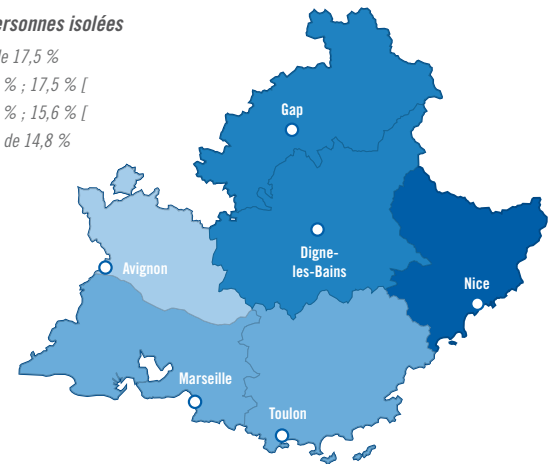 ersonnes isolées
de 17,5 %
% ; 17,5 % [
% ; 15,6 % [
de 14,8 %
Gap
Digne-
les-Bains
Avignon
Nice
Marseille
Toulon